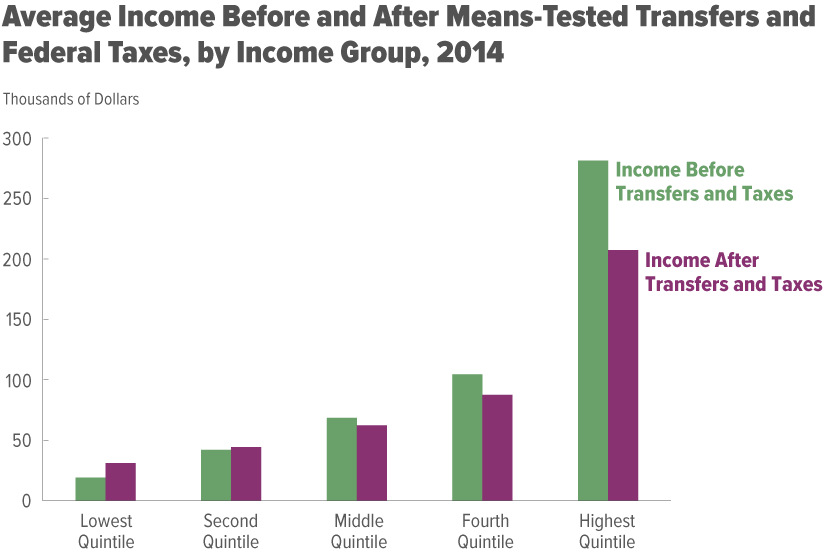 Average Income Before and After Means-Tested Transfers and
Federal Taxes, by Income Group, 2014
Thousands of Dollars
300
250
200
150
100
50
0
Income Before
Transfers and Taxes
Income After
Transfers and Taxes
Lowest
Quintile
Second
Quintile
Middle
Quintile
Fourth
Quintile
Highest
Quintile